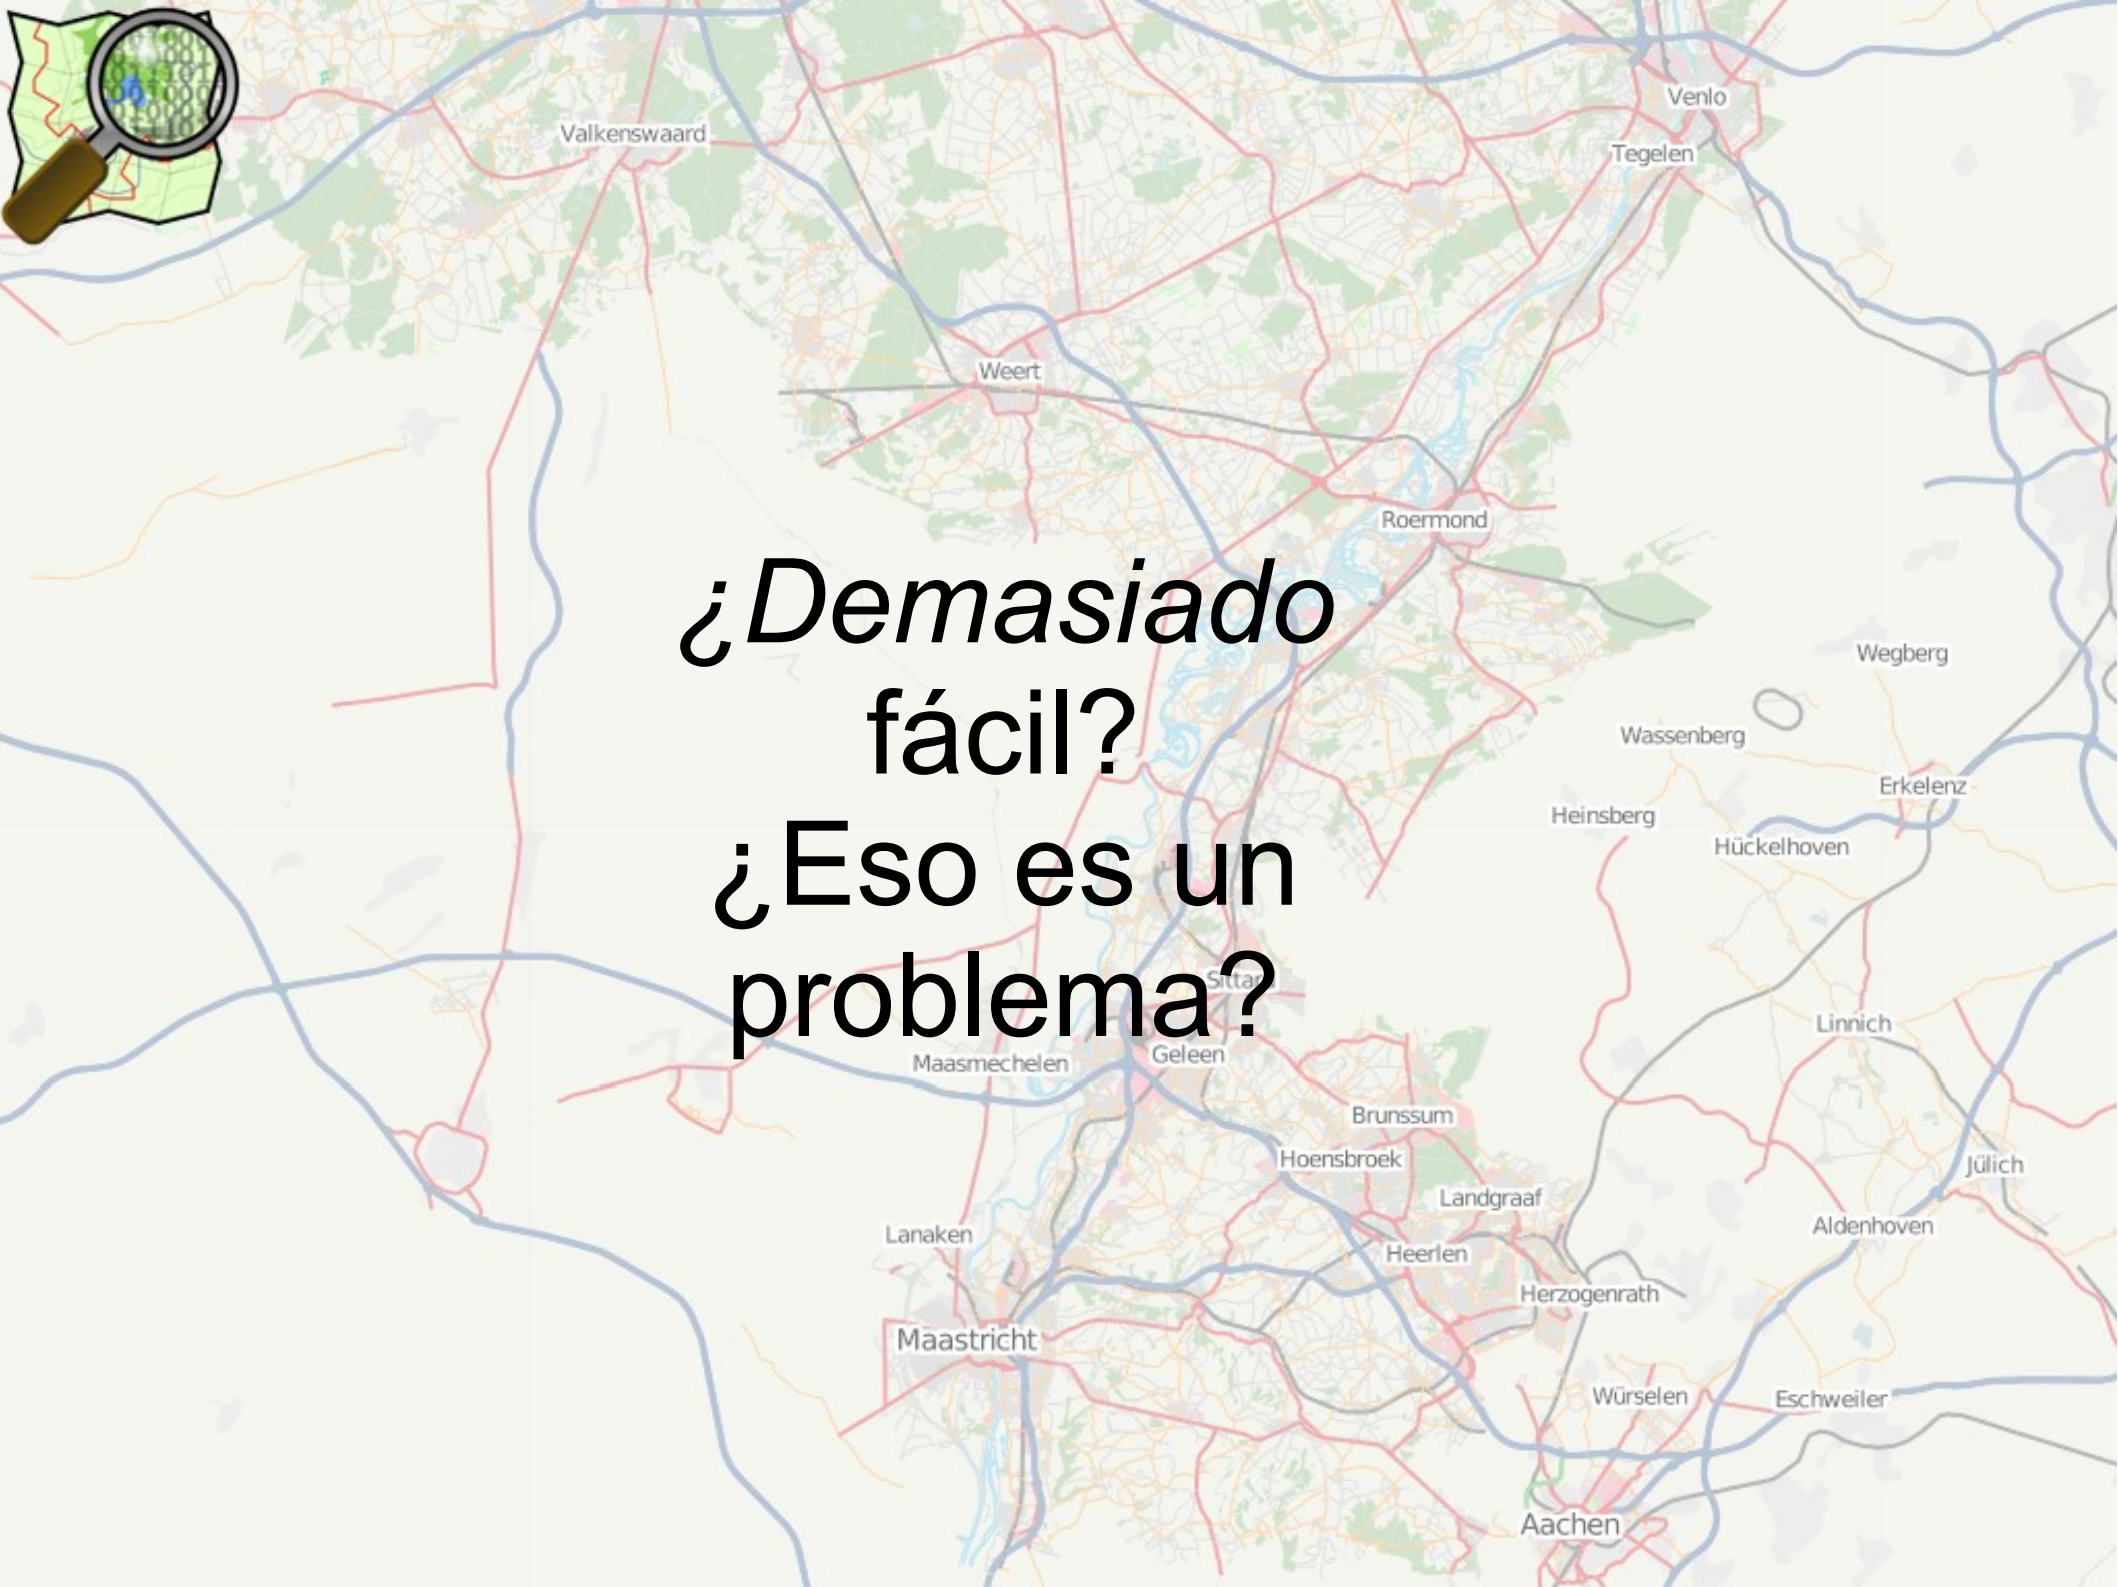 Venlo
Valkenswaard
Tegelen
Weert
Roermond
¿Demasiado
fácil?
¿Eso es un
problema?
Wegberg
Wassenberg
Erkelenz
Heinsberg
Hückelhoven
Sittard
Linnich
Geleen
Maasmechelen
Brunssum
Hoensbroek
Jülich
Landgraaf
Aldenhoven
Lanaken
Heerlen
Herzogenrath
Maastricht
Würselen
Eschweiler
Aachen